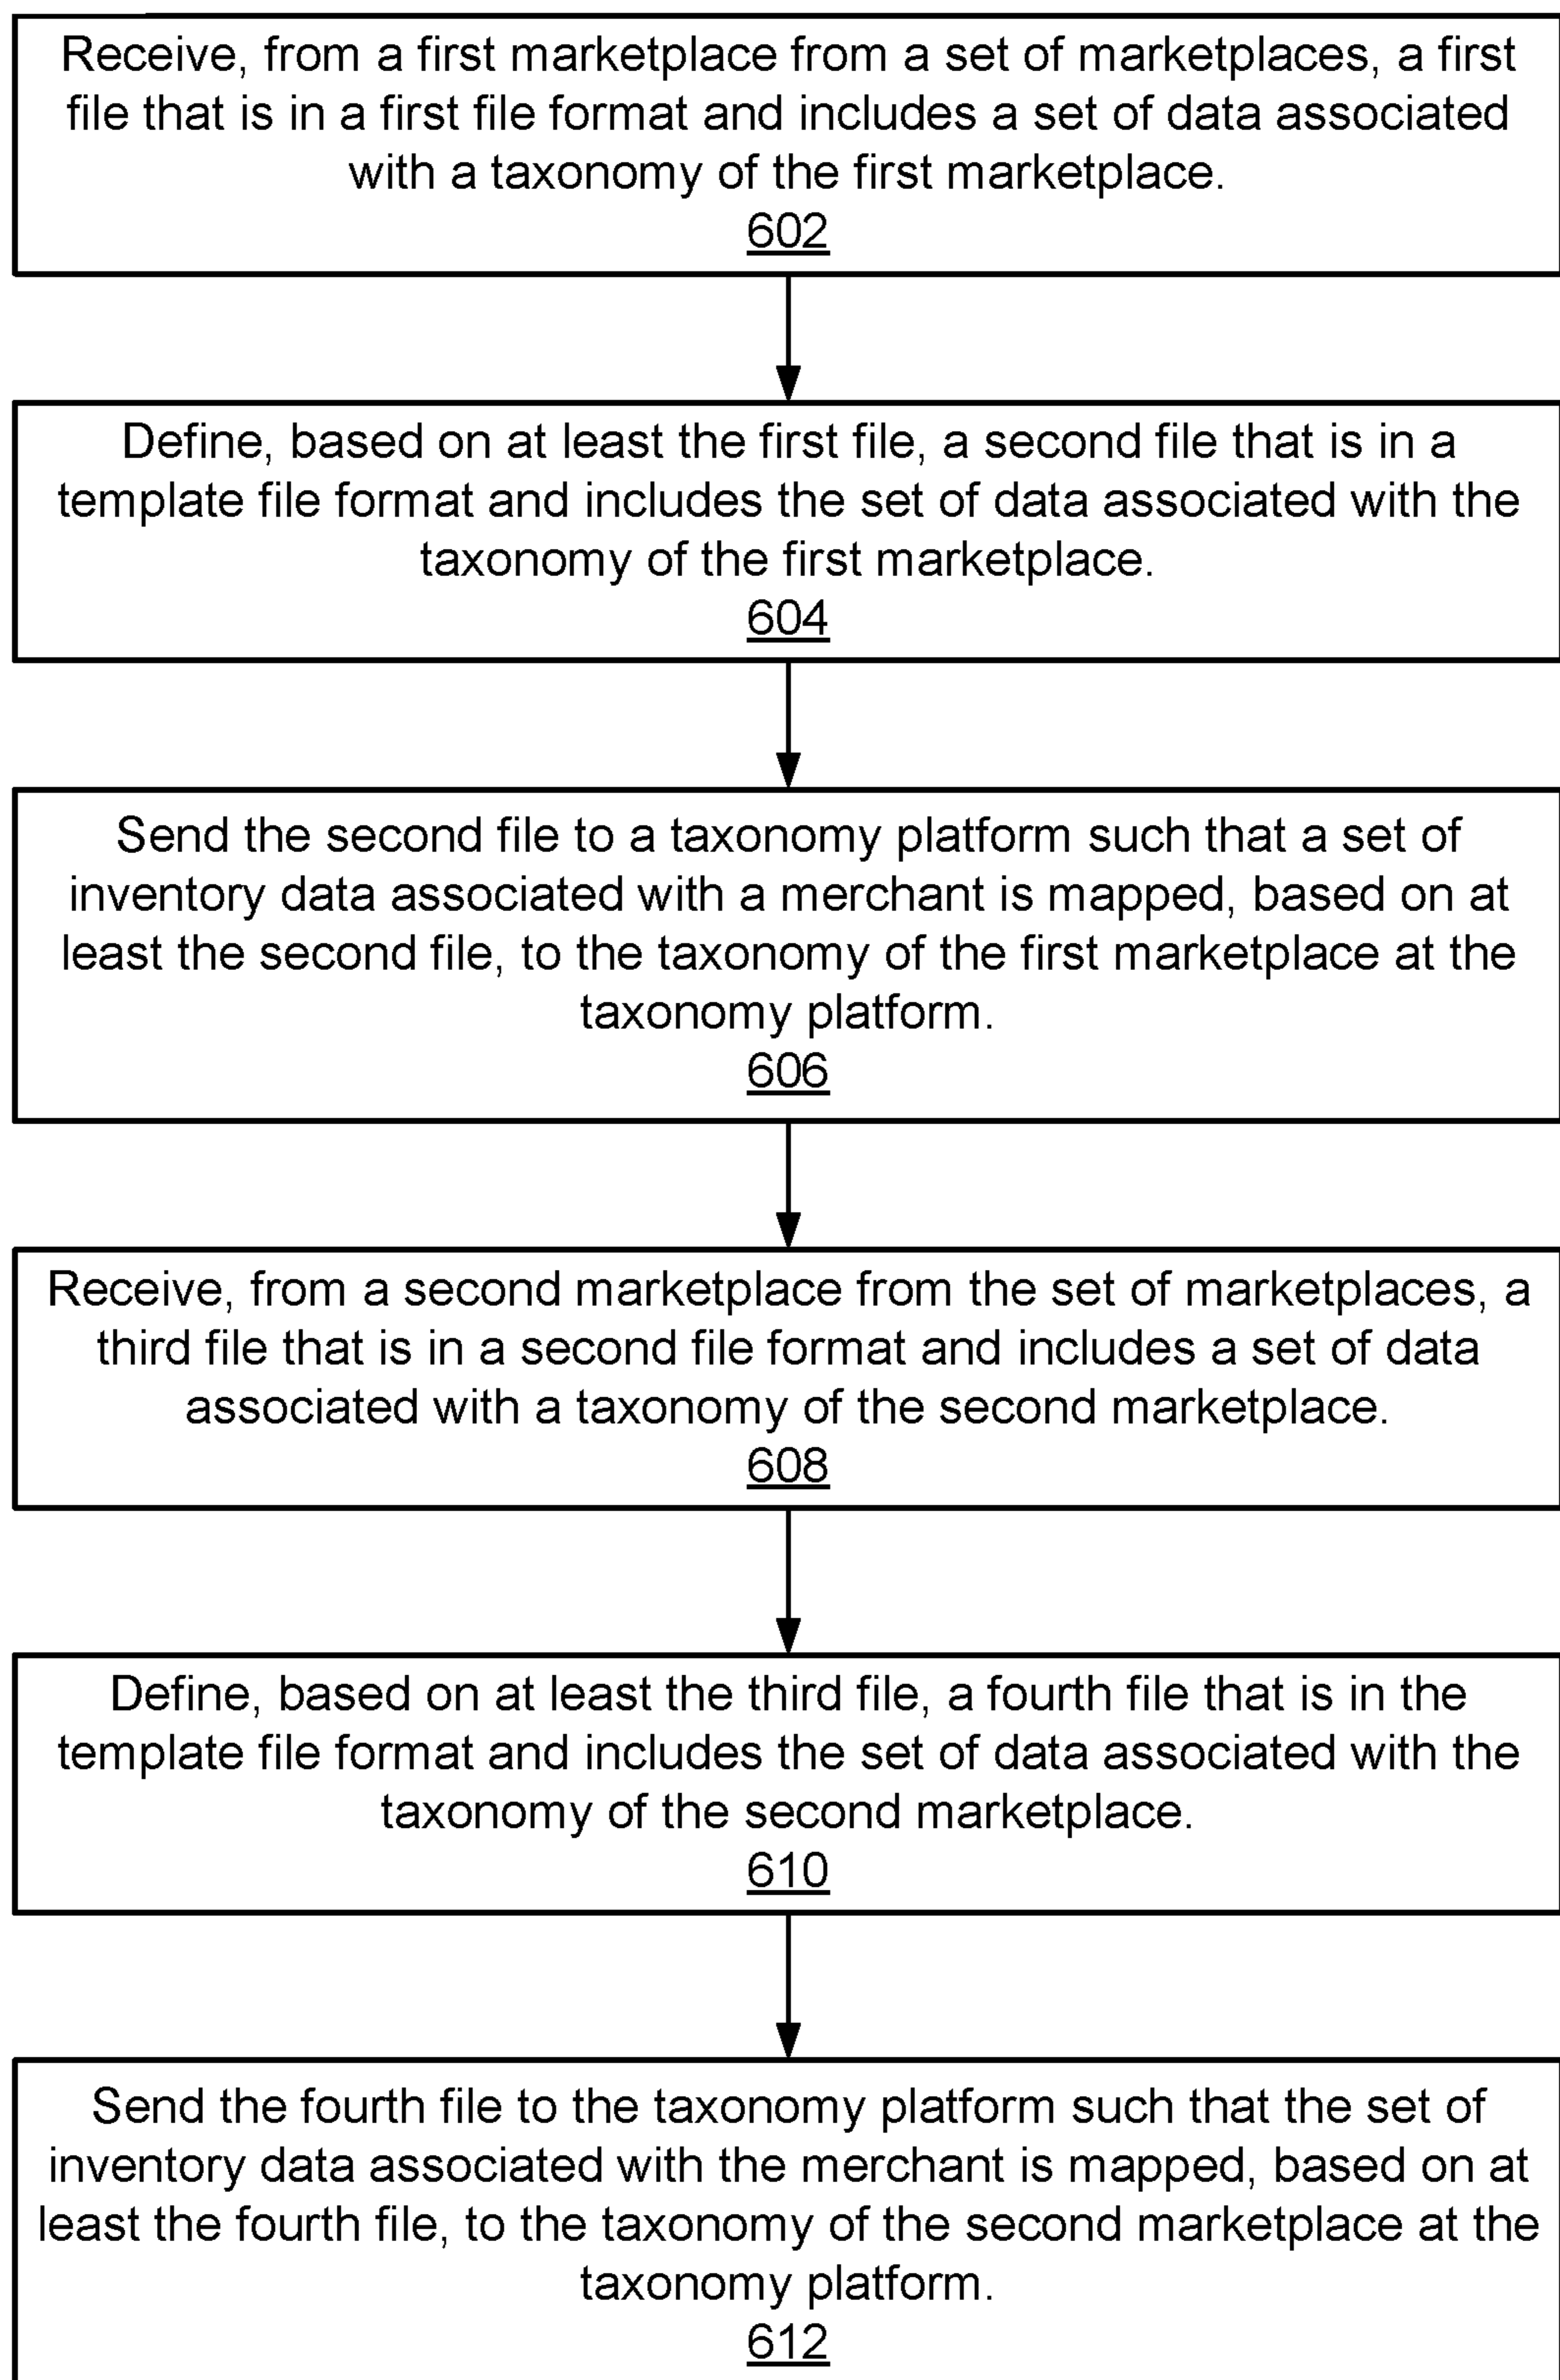 Receive, from a first marketplace from a set of marketplaces, a first
file that is in a first file format and includes a set of data associated
with a taxonomy of the first marketplace.
602
Define, based on at least the first file, a second file that is in a
template file format and includes the set of data associated with the
taxonomy of the first marketplace.
604
Send the second file to a taxonomy platform such that a set of
inventory data associated with a merchant is mapped, based on at
least the second file, to the taxonomy of the first marketplace at the
taxonomy platform.
606
Receive, from a second marketplace from the set of marketplaces, a
third file that is in a second file format and includes a set of data
associated with a taxonomy of the second marketplace.
608
Define, based on at least the third file, a fourth file that is in the
template file format and includes the set of data associated with the
taxonomy of the second marketplace.
610
Send the fourth file to the taxonomy platform such that the set of
inventory data associated with the merchant is mapped, based on at
least the fourth file, to the taxonomy of the second marketplace at the
taxonomy platform.
612